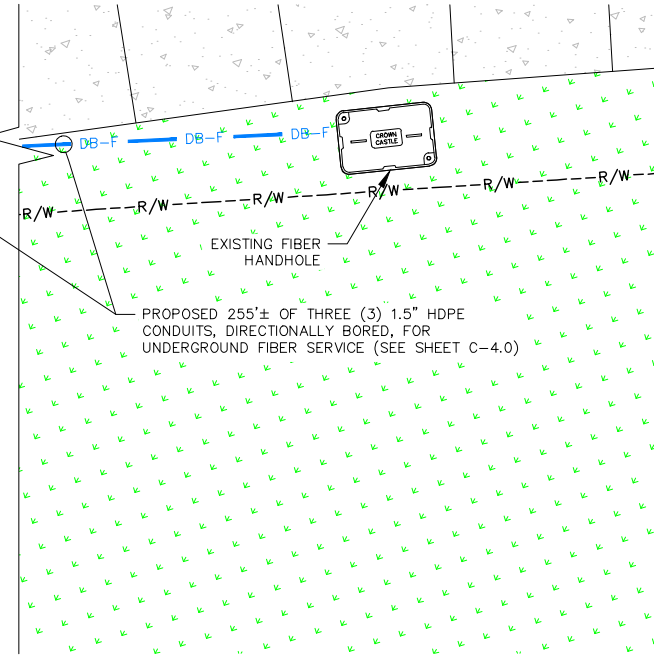 DB-F DB-F DB-F
CROWN
CASTLE
R/W R/W R/W R/W R/W R/W
EXISTING FIBER
HANDHOLE
PROPOSED 255'± OF THREE (3) 1.5" HDPE
CONDUITS, DIRECTIONALLY BORED, FOR
UNDERGROUND FIBER SERVICE (SEE SHEET C-4.0)